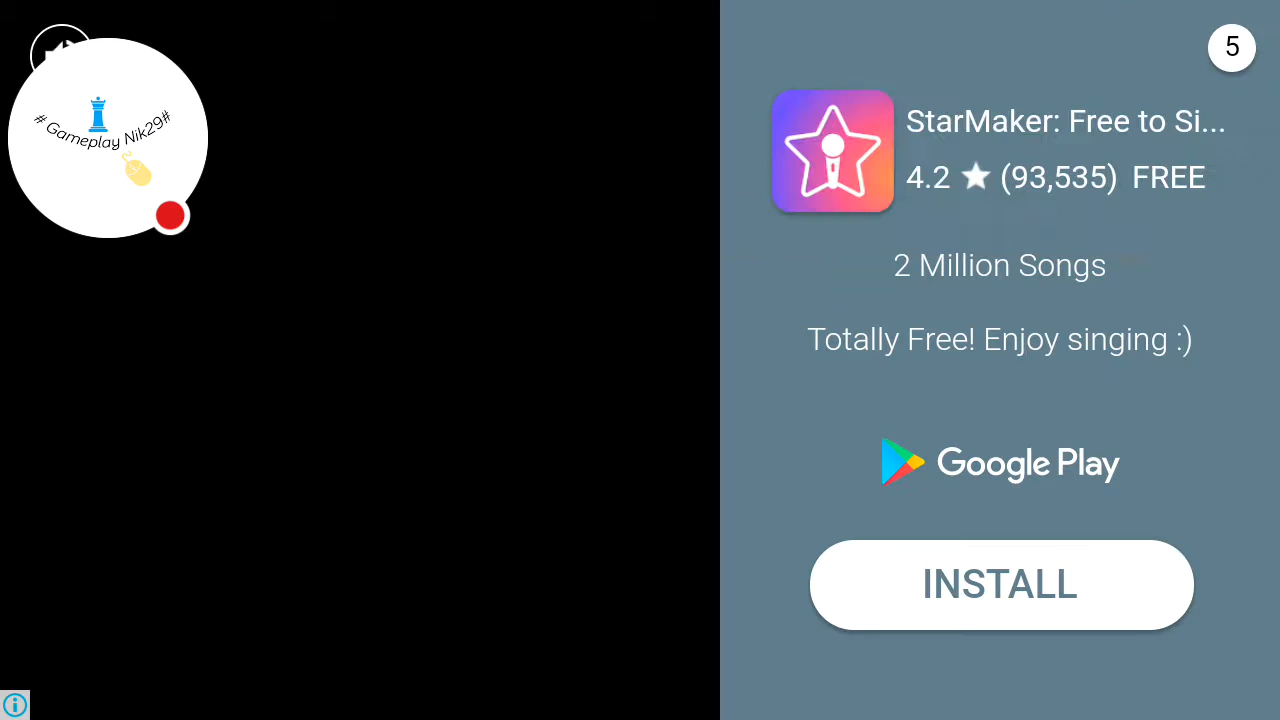 # Gameplay Nik29#
5
StarMaker: Free to Si...
4.2 ★ (93,535) FREE
2 Million Songs
Totally Free! Enjoy singing :)
Google Play
INSTALL